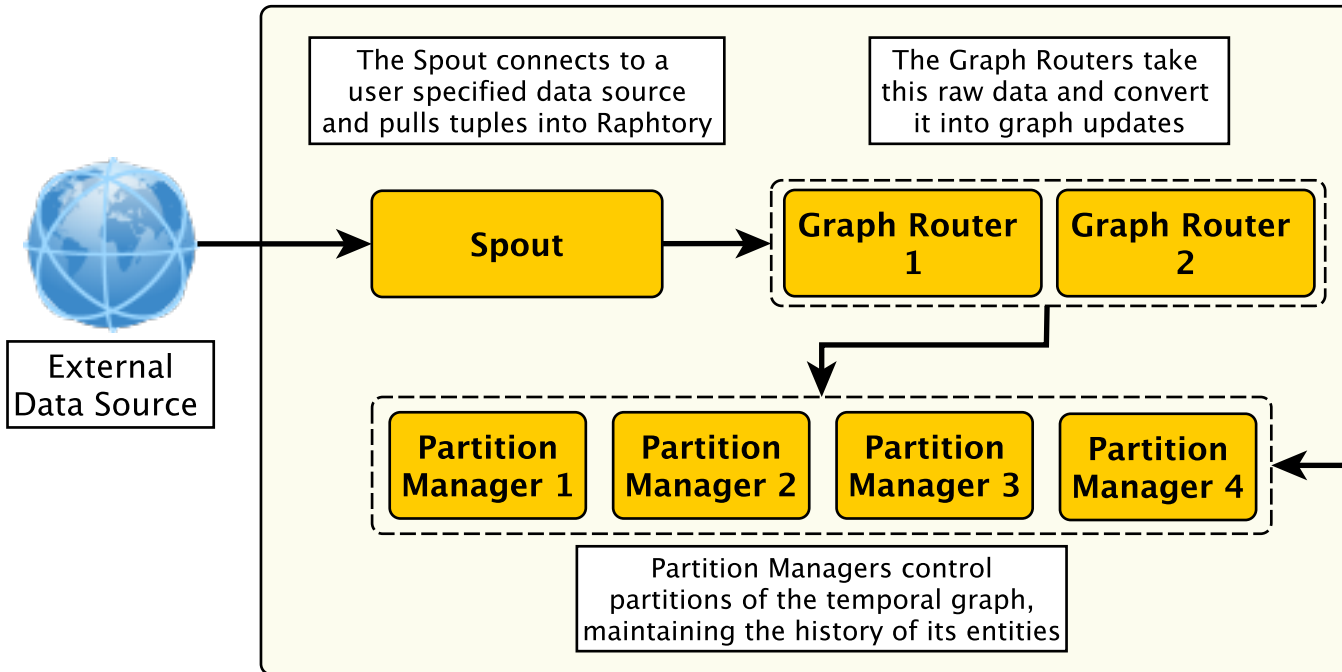 The Spout connects to a
user specified data source
and pulls tuples into Raphtory
The Graph Routers take
this raw data and convert
it into graph updates
External
Data Source
Spout
Graph Router
1
Graph Router
2
Partition
Manager 1
Partition
Manager 2
Partition
Manager 3
Partition
Manager 4
Partition Managers control
partitions of the temporal graph,
maintaining the history of its entities